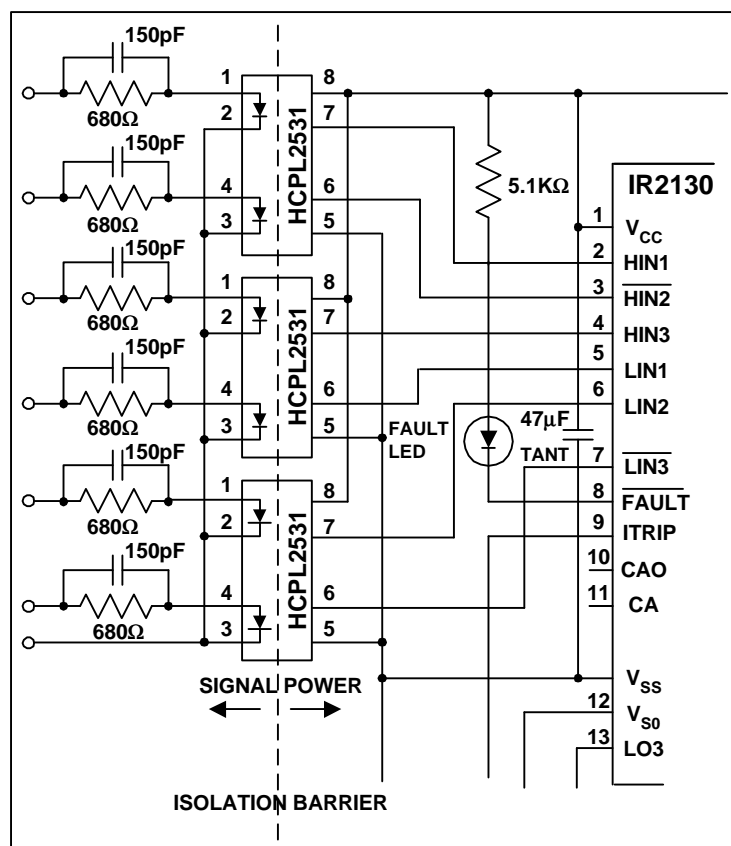 150pF
680Ω
150pF
680Ω
150pF
680Ω
150pF
680Ω
150pF
680Ω
150pF
680Ω
1
2
4
3
HCPL2531
8
7
6
5
1
2
4
3
HCPL2531
8
7
6
5
1
2
4
3
HCPL2531
8
7
6
5
5.1KΩ
FAULT
LED
47μF
TANT
IR2130
1 VCC
2 HIN1
3 HIN2
4 HIN3
5 LIN1
6 LIN2
7 LIN3
8 FAULT
9 ITRIP
10 CAO
11 CA
VSS
12 VS0
13 LO3
SIGNAL POWER
ISOLATION BARRIER